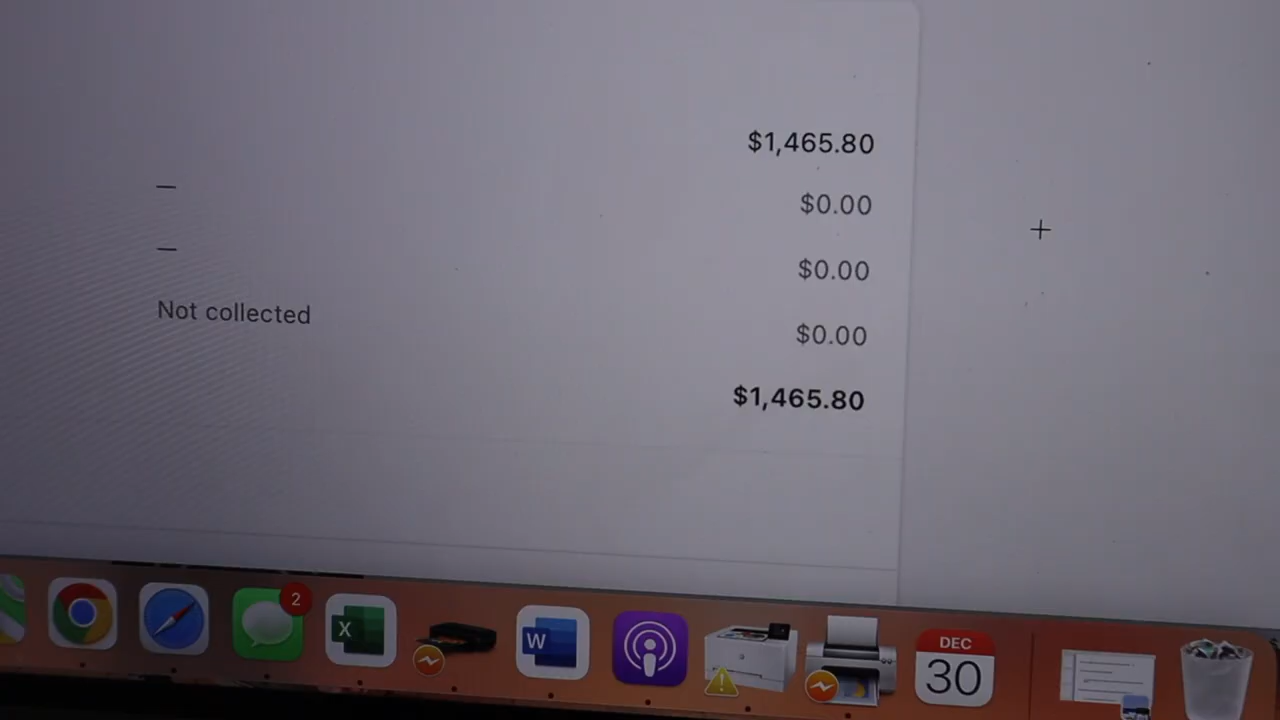 $1,465.80
— $0.00
— $0.00
Not collected $0.00
$1,465.80
2
X
W
DEC
30